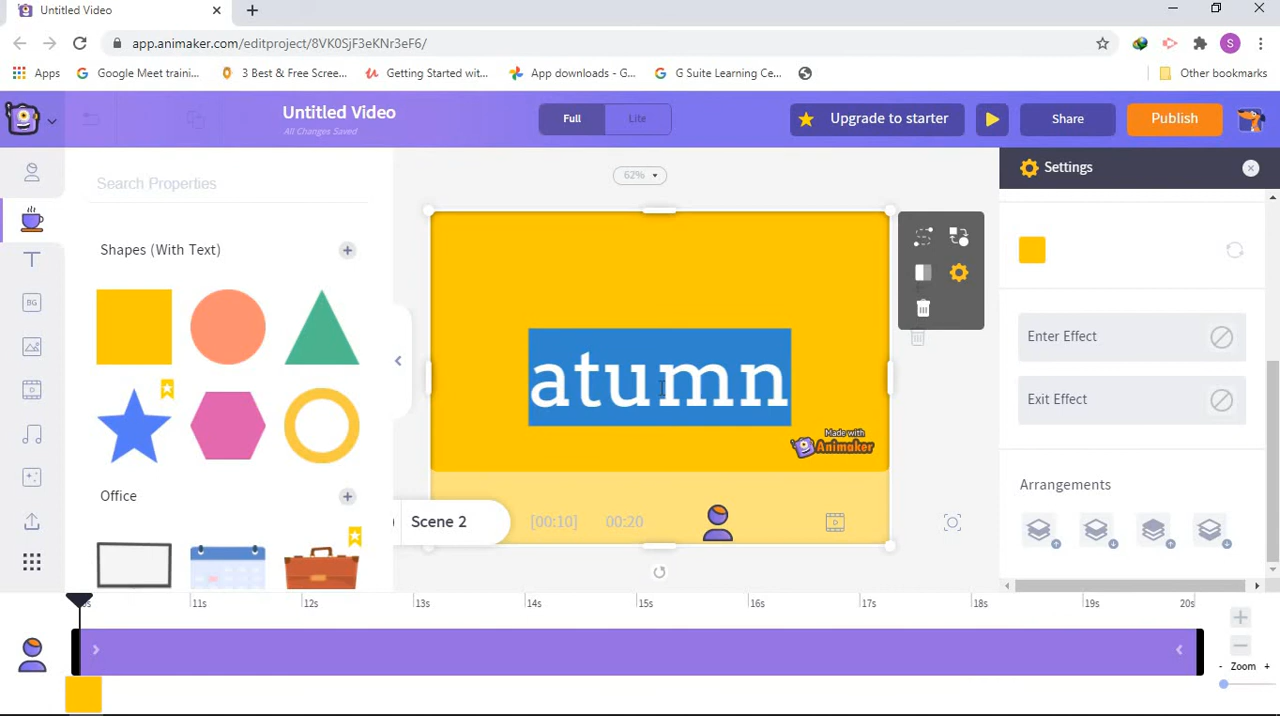 Untitled Video
app.animaker.com/editproject/8VK0SjF3eKNr3eF6/
S
Apps
Google Meet traini...
3 Best & Free Scree...
Getting Started wit...
App downloads - G...
G Suite Learning Ce...
Other bookmarks
Untitled Video
All Changes Saved
Full
Lite
Upgrade to starter
Share
Publish
Search Properties
62%
Settings
Shapes (With Text)
T
BG
atumn
Made with
Animaker
Enter Effect
Exit Effect
Arrangements
Office
Scene 2
[00:10]
00:20
11s
12s
13s
14s
15s
16s
17s
18s
19s
20s
- Zoom +